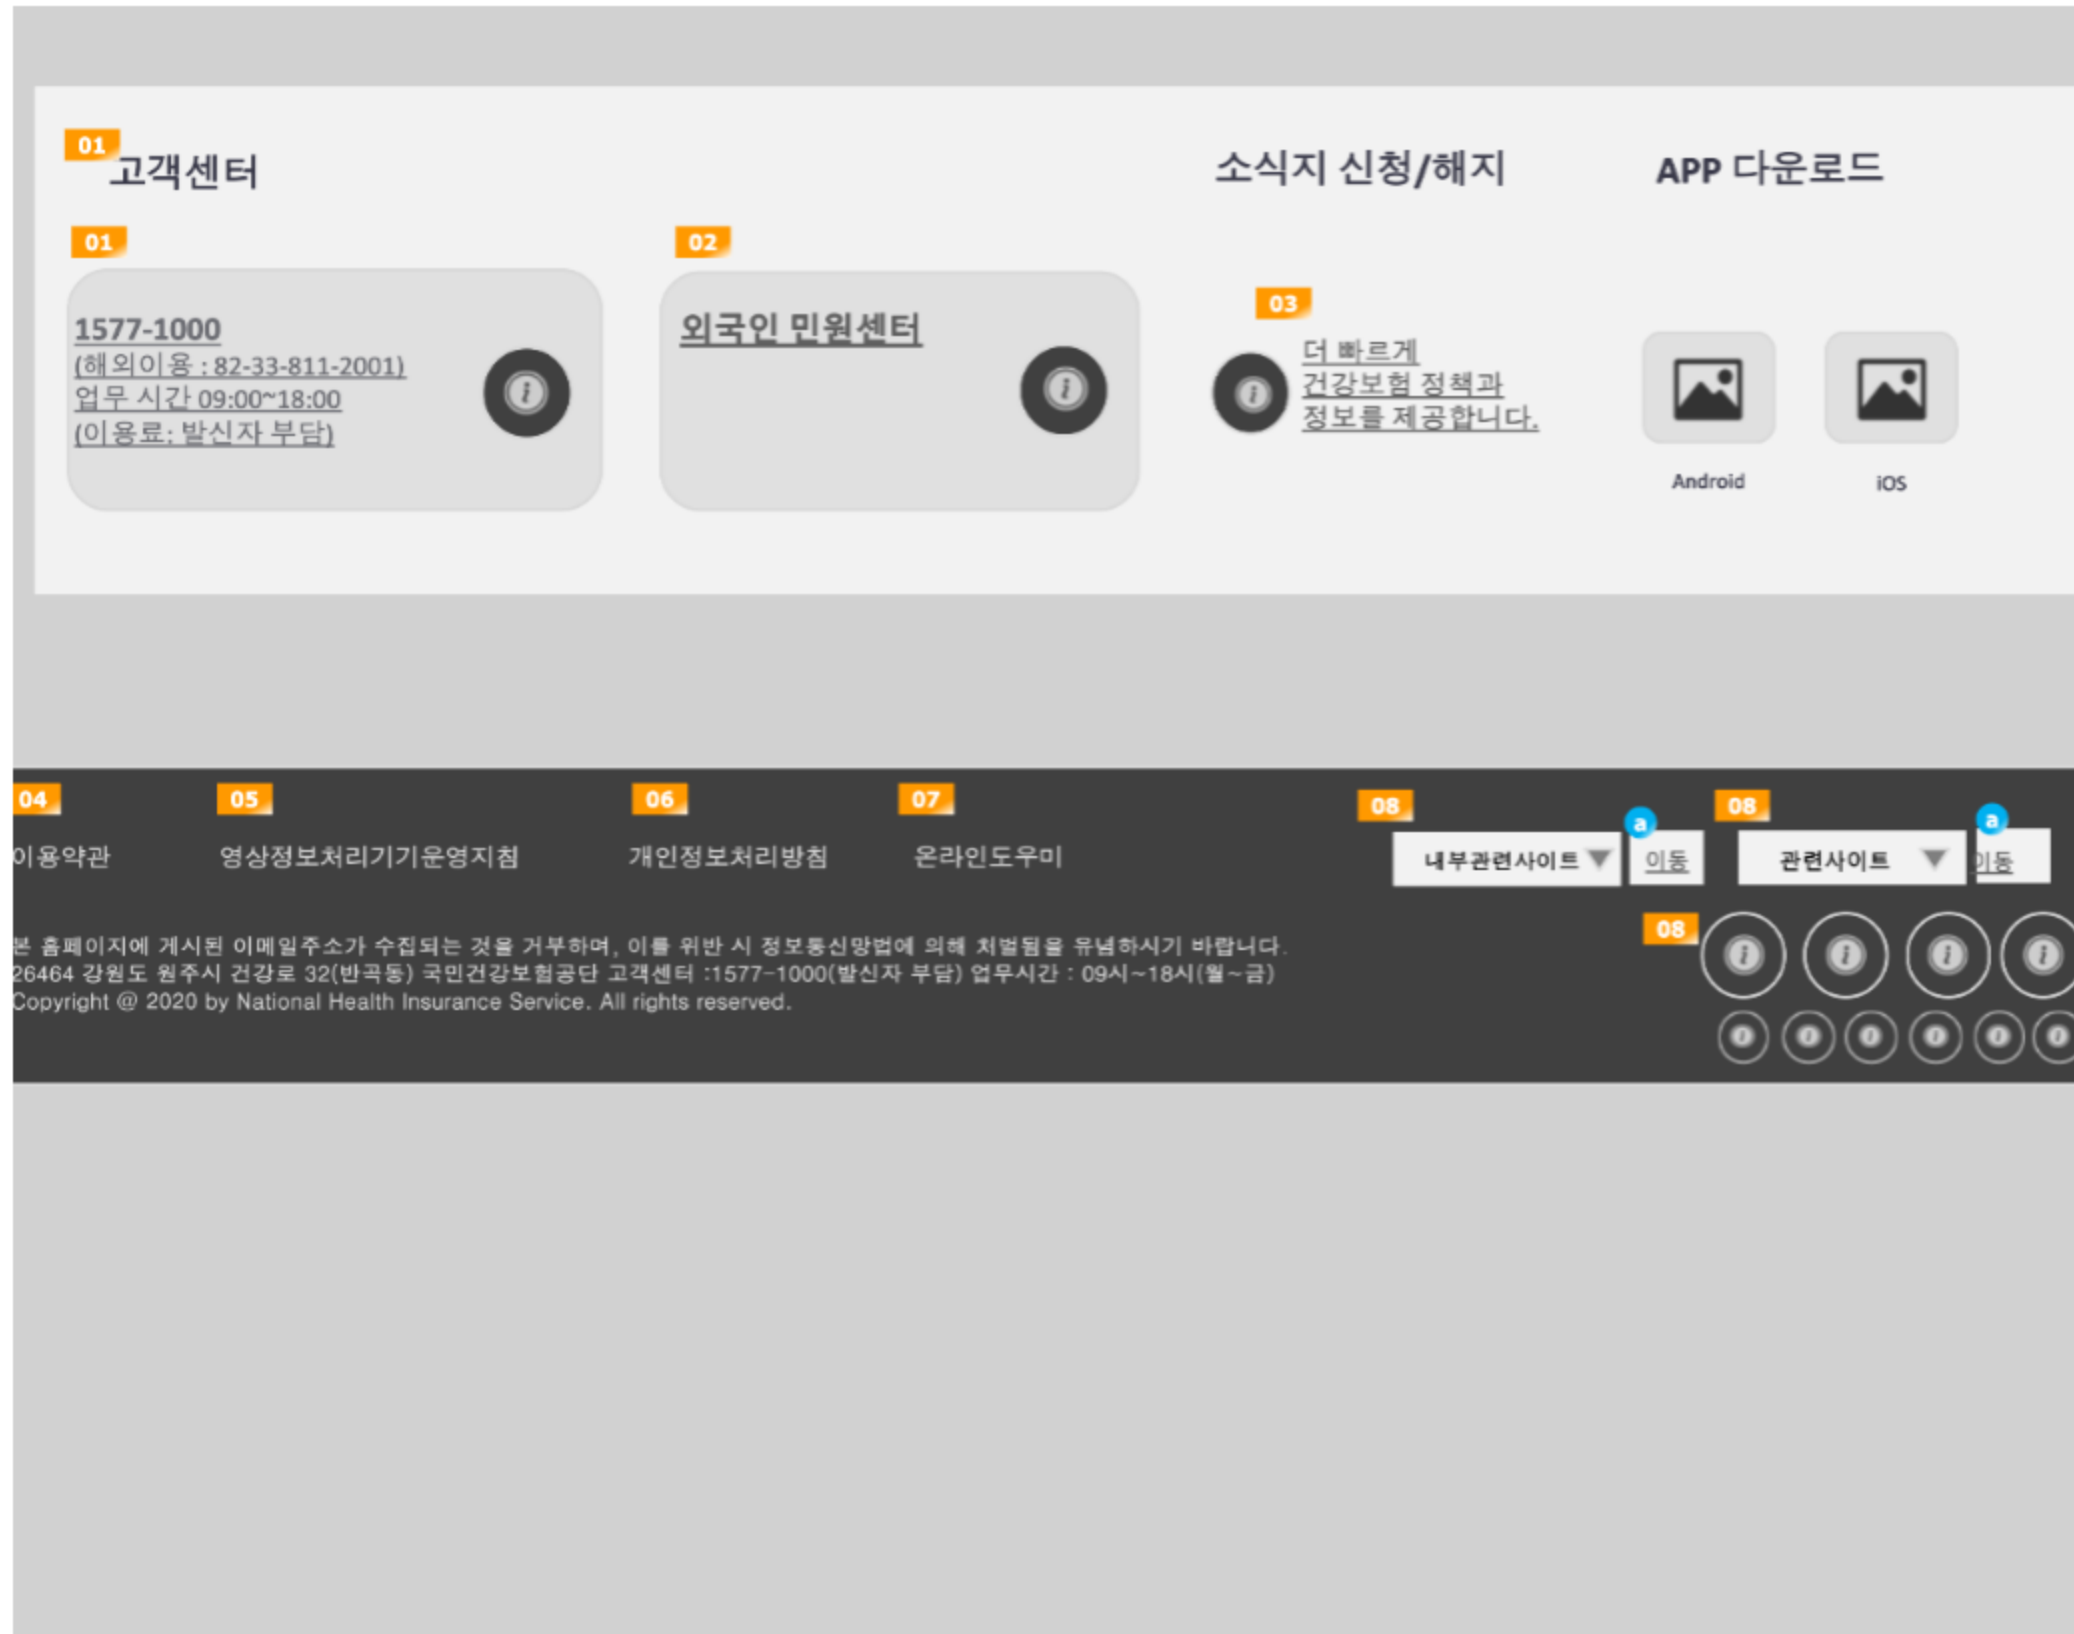 01
고객센터
소식지 신청/해지
APP 다운로드
01
1577-1000
(해외이용 : 82-33-811-2001)
업무 시간 09:00~18:00
(이용료; 발신자 부담)
02
외국인 민원센터
03
더 빠르게
건강보험 정책과
정보를 제공합니다.
Android
iOS
04
이용약관
05
영상정보처리기기운영지침
06
개인정보처리방침
07
온라인도우미
08
내부관련사이트
a
이동
08
관련사이트
a
이동
08
본 홈페이지에 게시된 이메일주소가 수집되는 것을 거부하며, 이를 위반 시 정보통신망법에 의해 처벌됨을 유념하시기 바랍니다.
26464 강원도 원주시 건강로 32(반곡동) 국민건강보험공단 고객센터 :1577-1000(발신자 부담) 업무시간 : 09시~18시(월~금)
Copyright @ 2020 by National Health Insurance Service. All rights reserved.